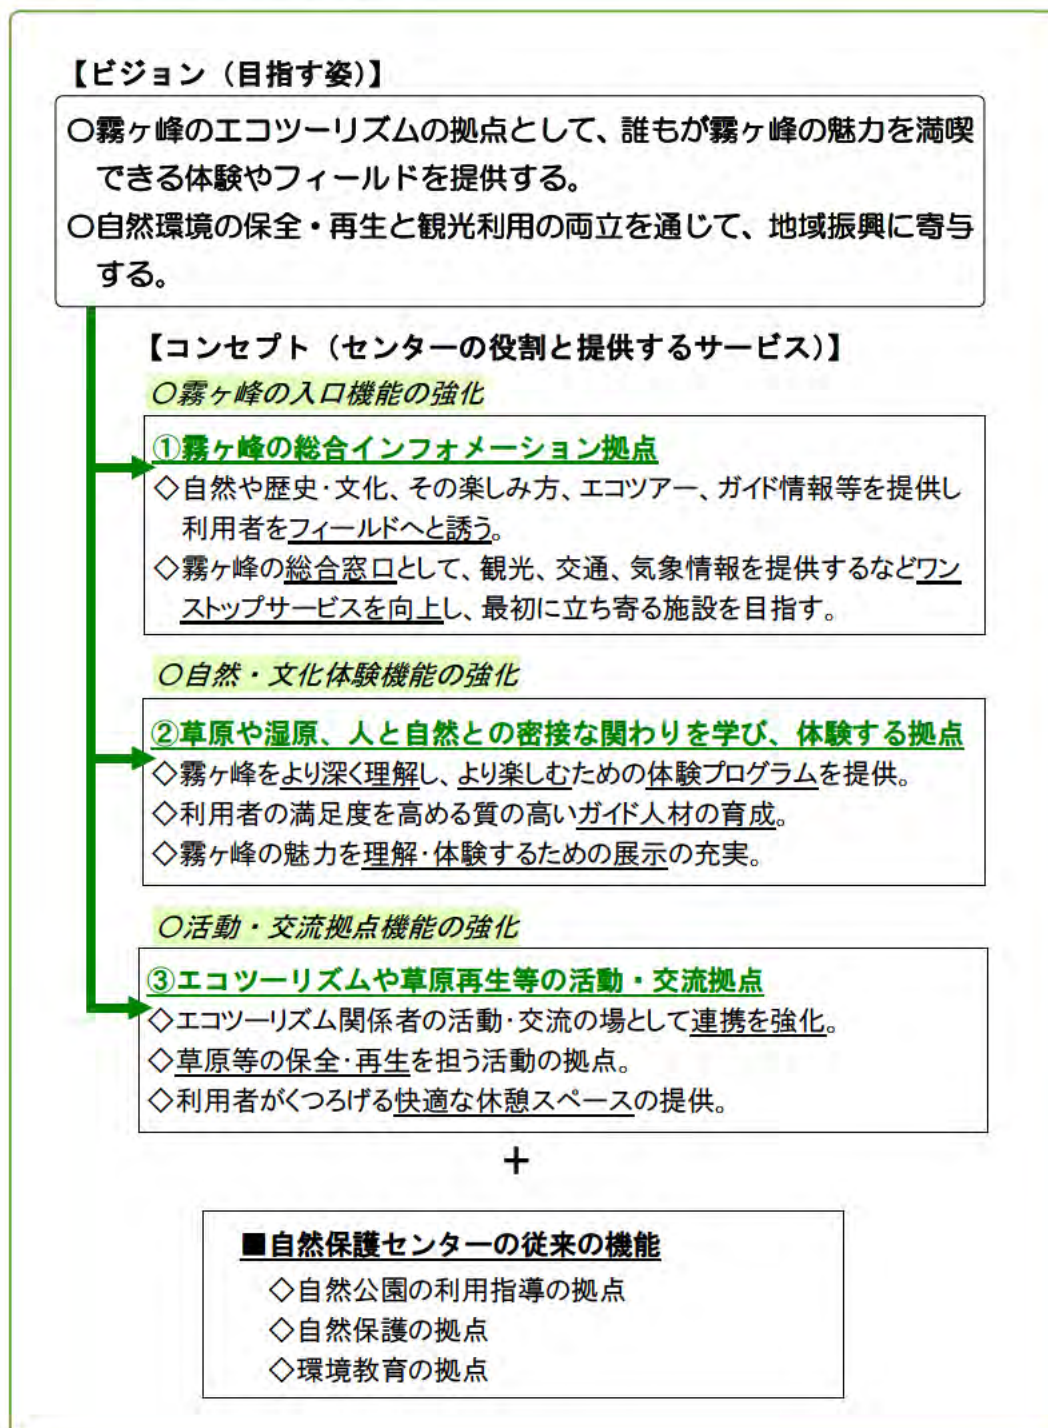 【ビジョン（目指す姿）】
○霧ヶ峰のエコツーリズムの拠点として、誰もが霧ヶ峰の魅力を満喫
できる体験やフィールドを提供する。
○自然環境の保全・再生と観光利用の両立を通じて、地域振興に寄与
する。
【コンセプト（センターの役割と提供するサービス）】
○霧ヶ峰の入口機能の強化
①霧ヶ峰の総合インフォメーション拠点
◇自然や歴史・文化、その楽しみ方、エコツアー、ガイド情報等を提供し
利用者をフィールドへと誘う。
◇霧ヶ峰の総合窓口として、観光、交通、気象情報を提供するなどワン
ストップサービスを向上し、最初に立ち寄る施設を目指す。
○自然・文化体験機能の強化
②草原や湿原、人と自然との密接な関わりを学び、体験する拠点
◇霧ヶ峰をより深く理解し、より楽しむための体験プログラムを提供。
◇利用者の満足度を高める質の高いガイド人材の育成。
◇霧ヶ峰の魅力を理解・体験するための展示の充実。
○活動・交流拠点機能の強化
③エコツーリズムや草原再生等の活動・交流拠点
◇エコツーリズム関係者の活動・交流の場として連携を強化。
◇草原等の保全・再生を担う活動の拠点。
◇利用者がくつろげる快適な休憩スペースの提供。
＋
■自然保護センターの従来の機能
◇自然公園の利用指導の拠点
◇自然保護の拠点
◇環境教育の拠点